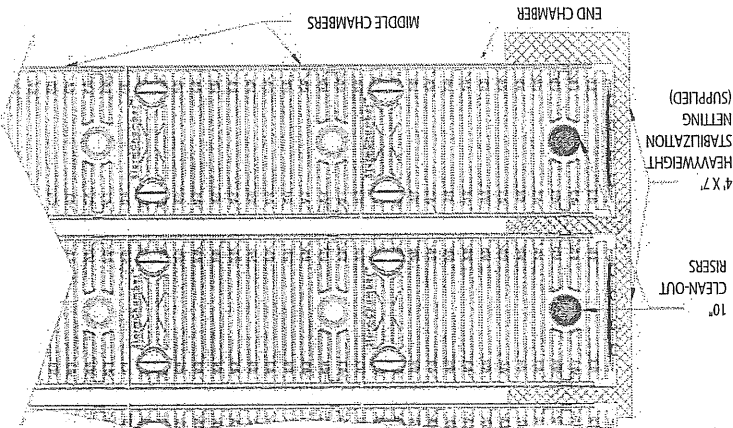 10"
CLEAN-OUT
RISERS
4' X 7'
HEAVYWEIGHT
STABILIZATION
NETTING
(SUPPLIED)
END CHAMBER
MIDDLE CHAMBERS